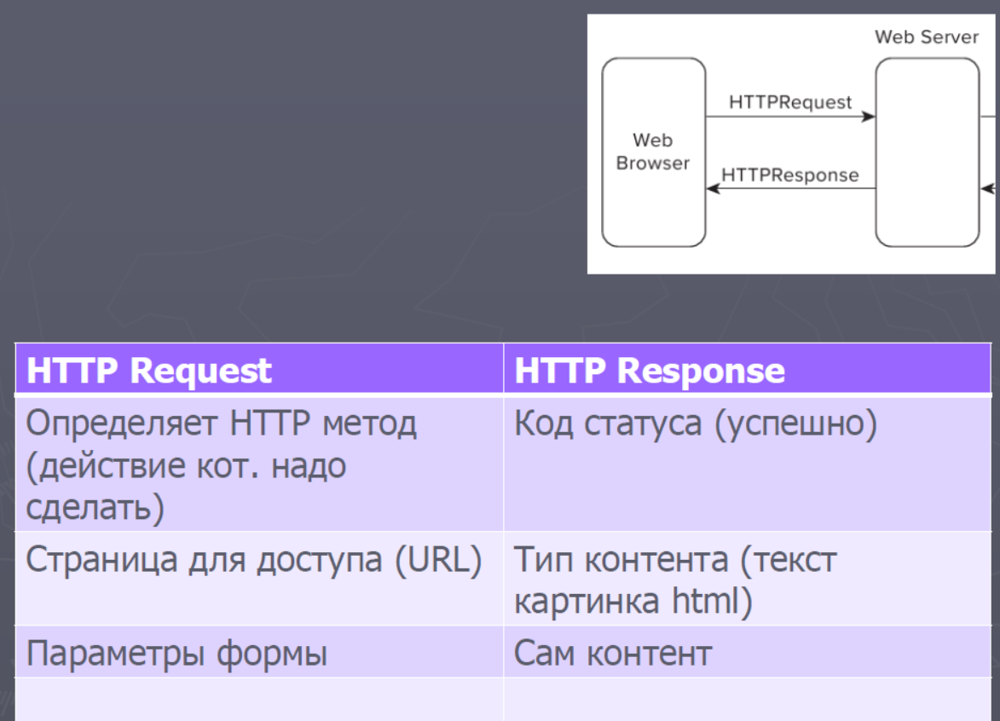 Web Server
HTTPRequest
Web
Browser
HTTPResponse
HTTP Request
HTTP Response
Определяет HTTP метод
(действие кот. надо
сделать)
Код статуса (успешно)
Страница для доступа (URL)
Тип контента (текст
картинка html)
Параметры формы
Сам контент